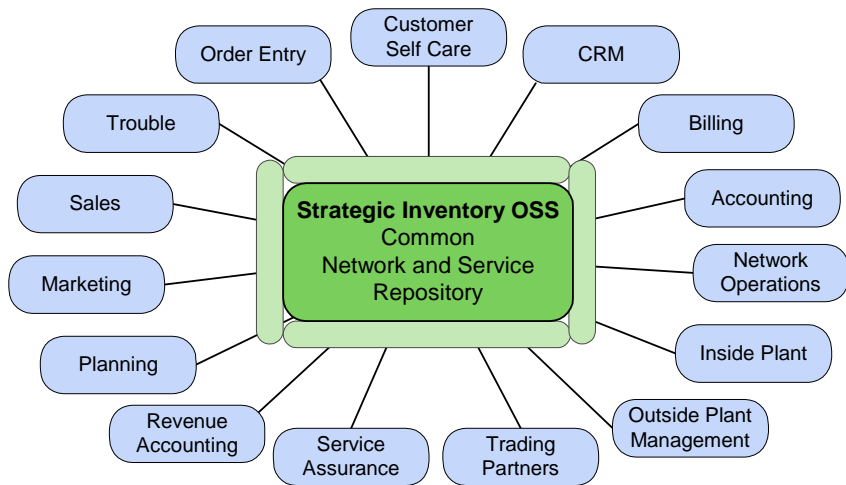 Customer
Self Care
Order Entry
CRM
Trouble
Billing
Sales
Accounting
Strategic Inventory OSS
Common
Network and Service
Repository
Marketing
Network
Operations
Planning
Inside Plant
Revenue
Accounting
Service
Assurance
Trading
Partners
Outside Plant
Management